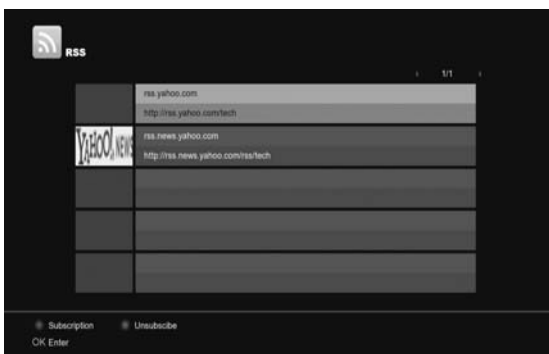 RSS
1/1
rss.yahoo.com
http://rss.yahoo.com/tech
YAHOO! NEWS
rss.news.yahoo.com
http://rss.news.yahoo.com/rss/tech
Subscription Unsubscibe
OK Enter